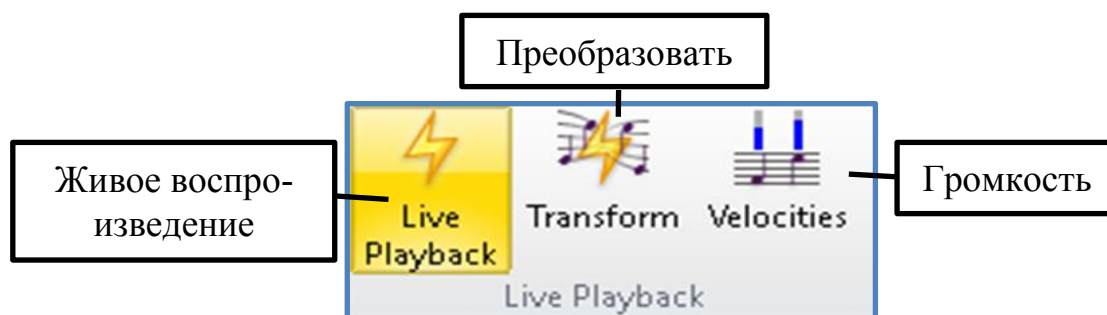 Преобразовать
Живое воспро-
изведение
Громкость
Live
Playback
Transform
Velocities
Live Playback